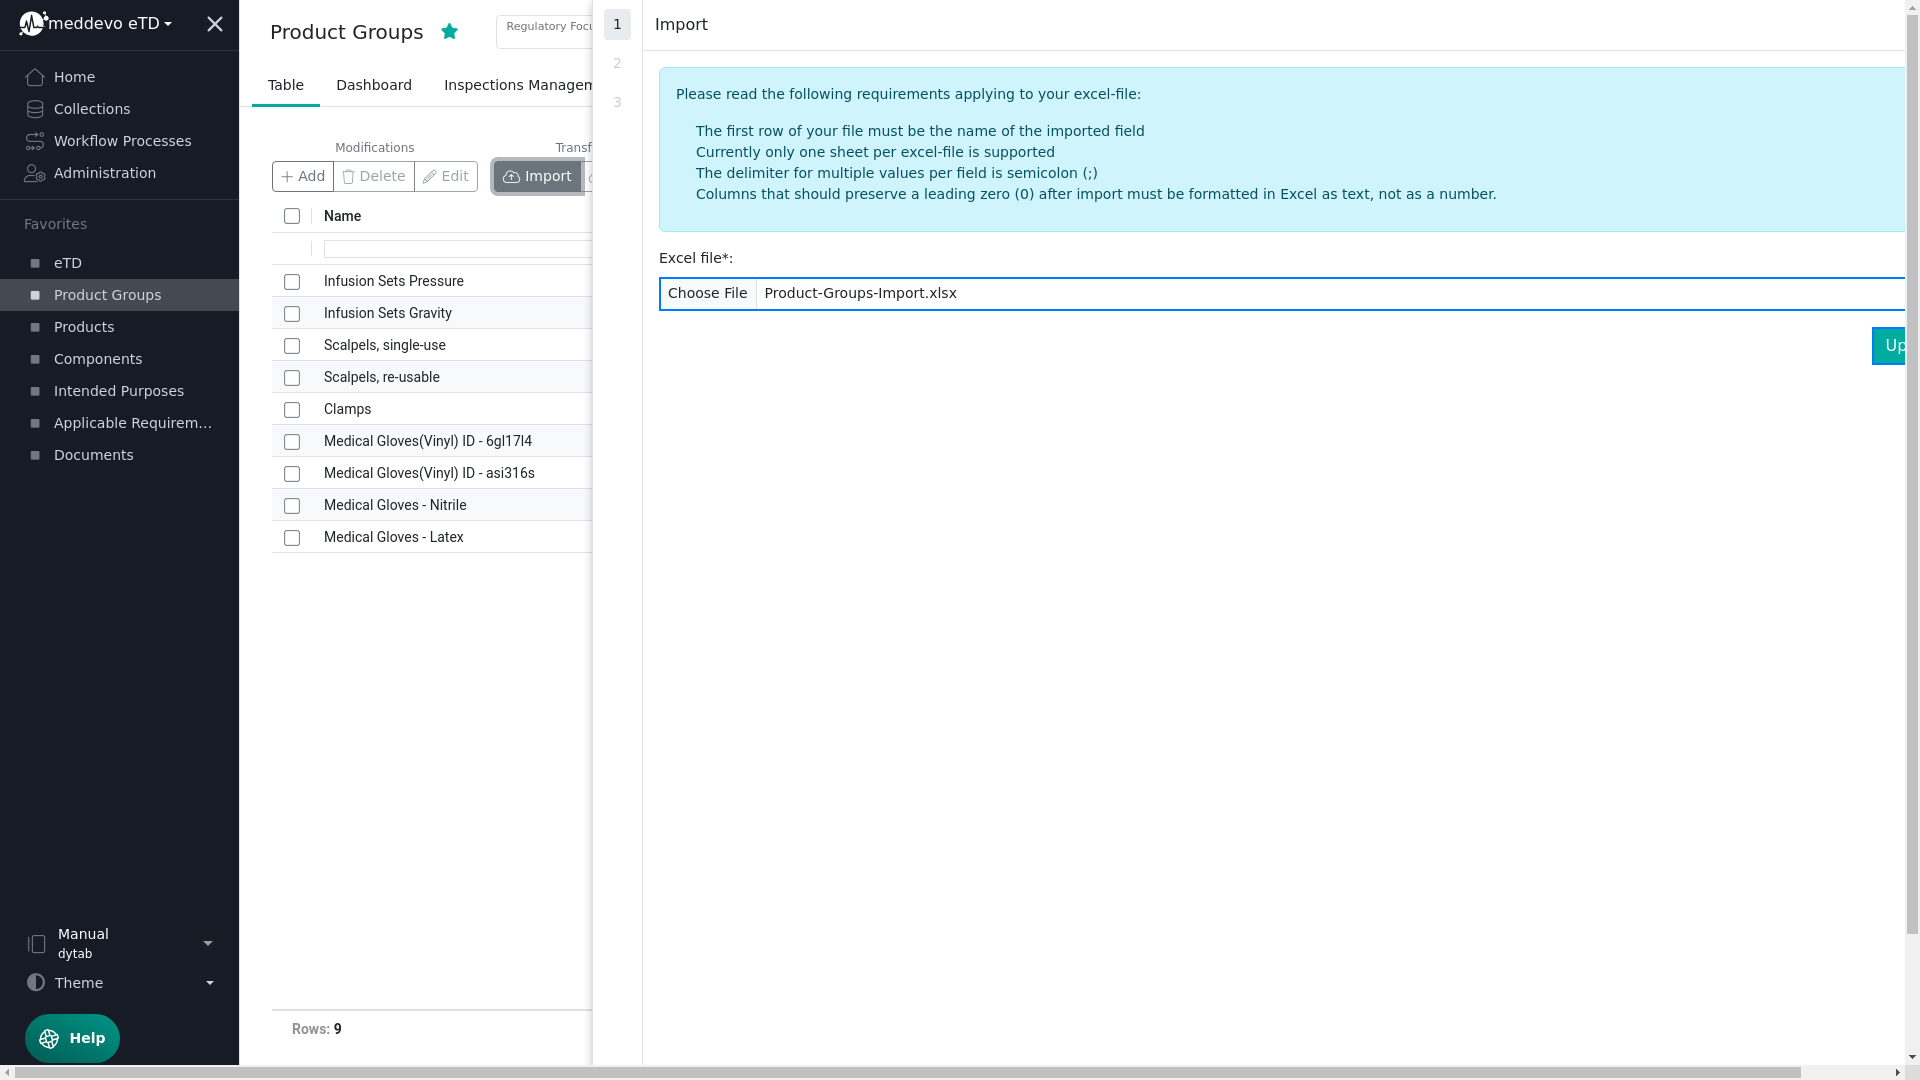 meddevo eTD
Home
Collections
Workflow Processes
Administration
Favorites
eTD
Product Groups
Products
Components
Intended Purposes
Applicable Requirem...
Documents
Manual
dytab
Theme
Help
Product Groups
Regulatory Focu
Table
Dashboard
Inspections Managem
Modifications
Transf
Add
Delete
Edit
Import
Name
Infusion Sets Pressure
Infusion Sets Gravity
Scalpels, single-use
Scalpels, re-usable
Clamps
Medical Gloves(Vinyl) ID - 6gl17l4
Medical Gloves(Vinyl) ID - asi316s
Medical Gloves - Nitrile
Medical Gloves - Latex
Rows: 9
1
2
3
Import
Please read the following requirements applying to your excel-file:
The first row of your file must be the name of the imported field
Currently only one sheet per excel-file is supported
The delimiter for multiple values per field is semicolon (;)
Columns that should preserve a leading zero (0) after import must be formatted in Excel as text, not as a number.
Excel file*:
Choose File
Product-Groups-Import.xlsx
Up